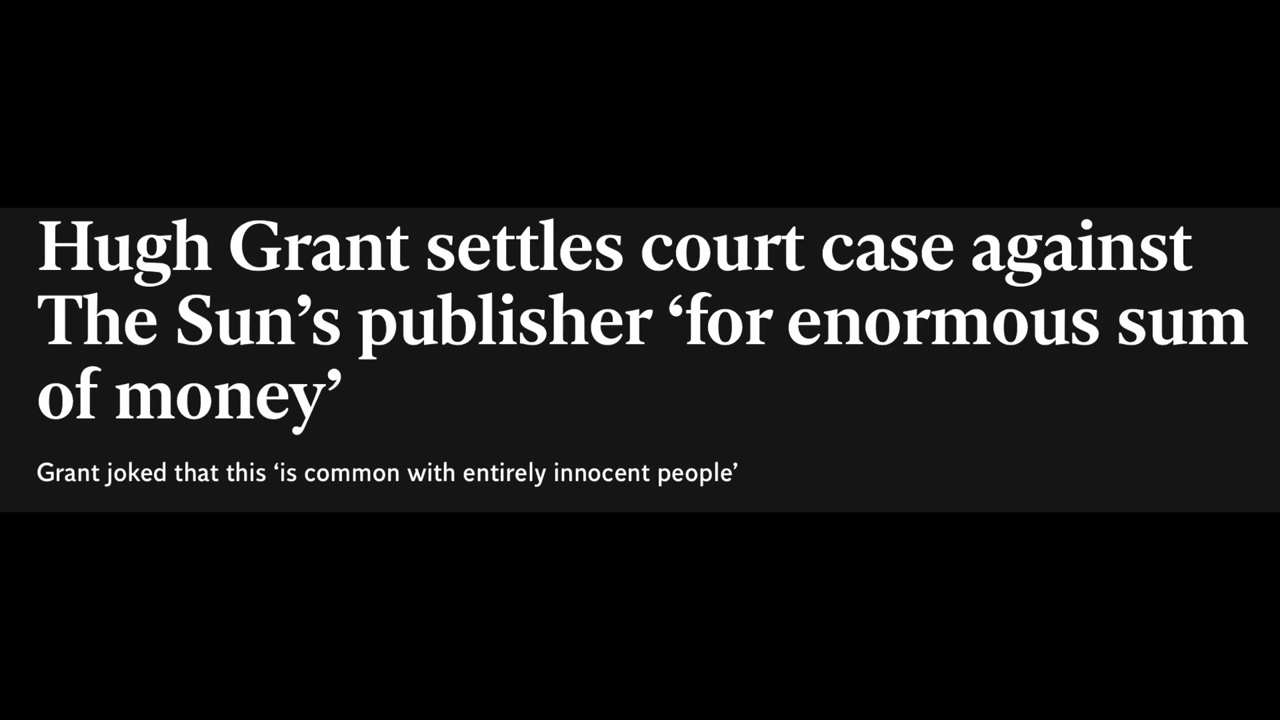 Hugh Grant settles court case against
The Sun’s publisher ‘for enormous sum
of money’
Grant joked that this ‘is common with entirely innocent people’